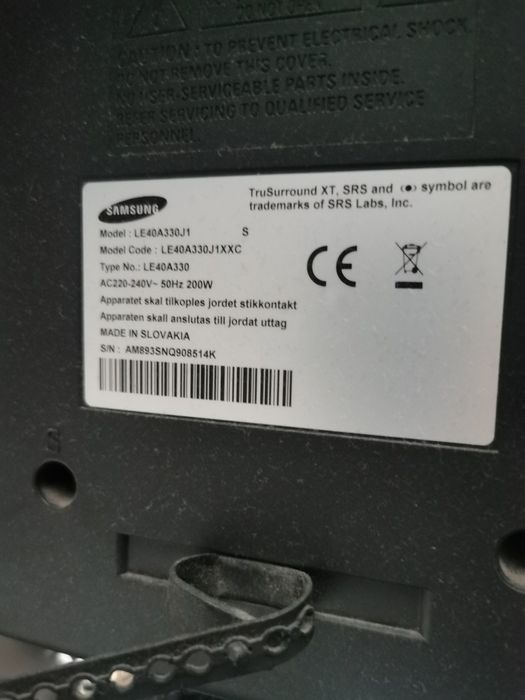 DO NOT OPEN
CAUTION : TO PREVENT ELECTRICAL SHOCK,
DO NOT REMOVE THIS COVER.
NO USER-SERVICEABLE PARTS INSIDE.
REFER SERVICING TO QUALIFIED SERVICE
PERSONNEL.
TruSurround XT, SRS and (●) symbol are
trademarks of SRS Labs, Inc.
SAMSUNG
Model : LE40A330J1 S
Model Code : LE40A330J1XXC
Type No.: LE40A330
AC220-240V~ 50Hz 200W
Apparatet skal tilkoples jordet stikkontakt
Apparaten skall anslutas till jordat uttag
MADE IN SLOVAKIA
S/N : AM893SNQ908514K
CE
S